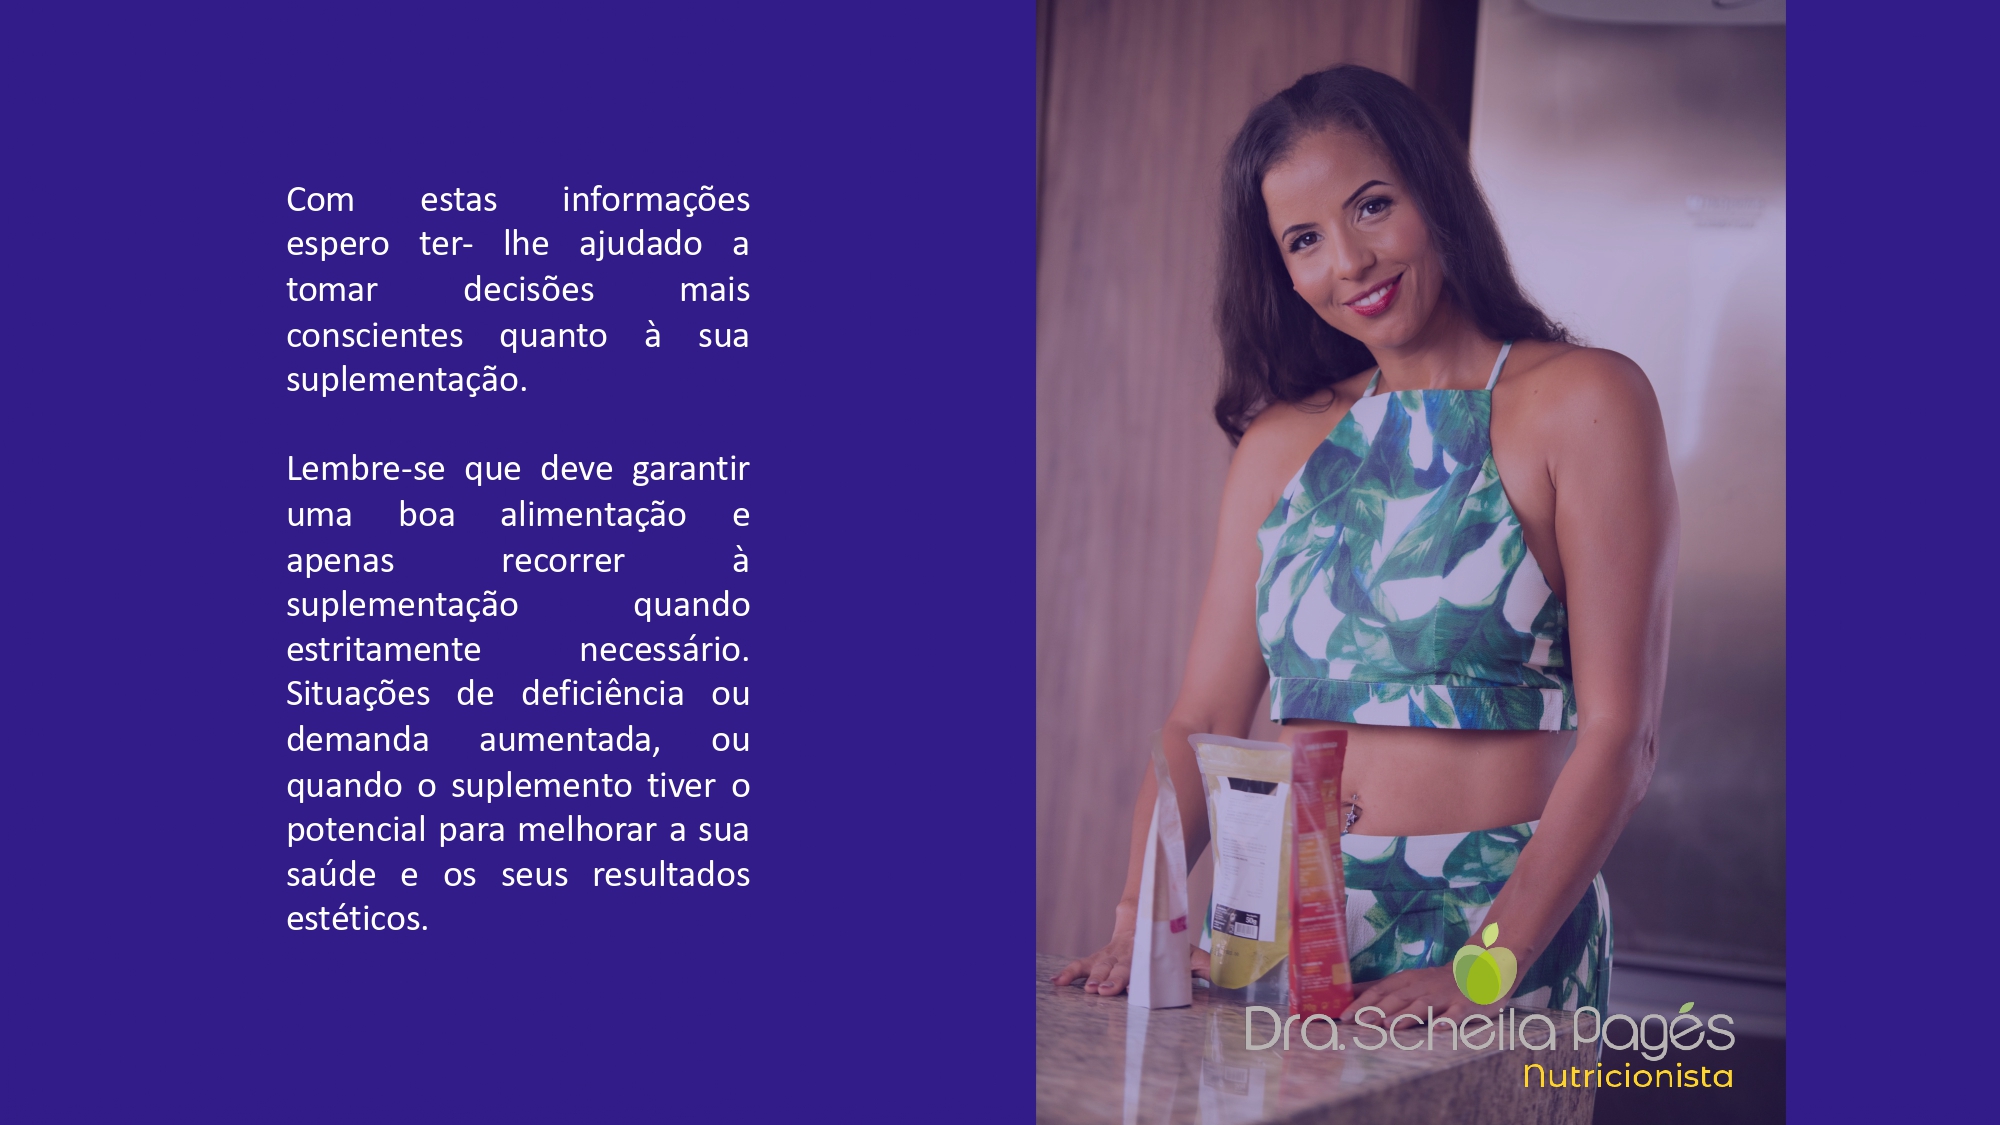 Com estas informações
espero ter- lhe ajudado a
tomar decisões mais
conscientes quanto à sua
suplementação.
Lembre-se que deve garantir
uma boa alimentação e
apenas recorrer à
suplementação quando
estritamente necessário.
Situações de deficiência ou
demanda aumentada, ou
quando o suplemento tiver o
potencial para melhorar a sua
saúde e os seus resultados
estéticos.
Dra. Scheila Pagés
Nutricionista